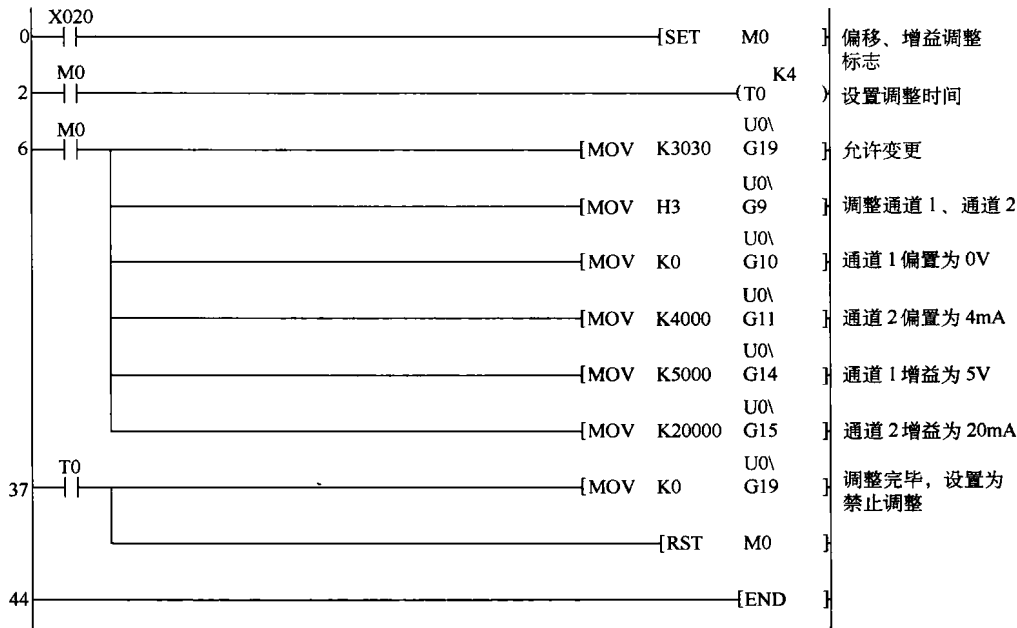 X020
0 [SET M0] 偏移、增益调整
标志
M0 K4
2 (T0) 设置调整时间
M0 U0\
6 [MOV K3030 G19] 允许变更
U0\
[MOV H3 G9] 调整通道1、通道2
U0\
[MOV K0 G10] 通道1偏置为0V
U0\
[MOV K4000 G11] 通道2偏置为4mA
U0\
[MOV K5000 G14] 通道1增益为5V
U0\
[MOV K20000 G15] 通道2增益为20mA
T0 U0\
37 [MOV K0 G19] 调整完毕，设置为
禁止调整
[RST M0]
44 [END]